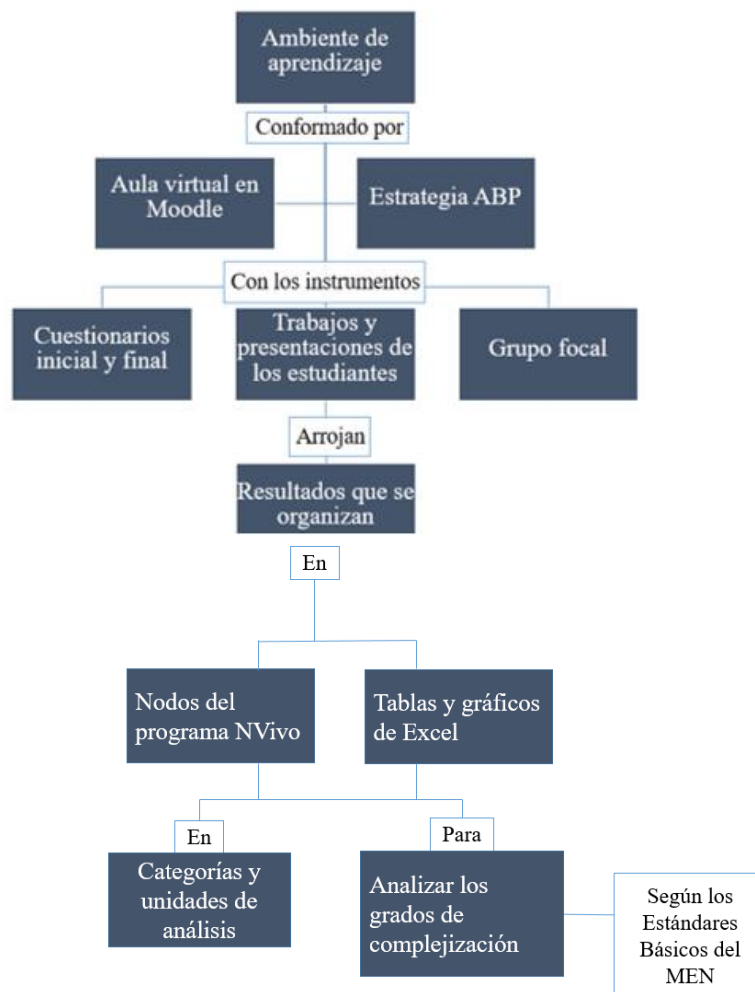 Ambiente de
aprendizaje
Conformado por
Aula virtual en
Moodle
Estrategia ABP
Con los instrumentos
Cuestionarios
inicial y final
Trabajos y
presentaciones de
los estudiantes
Grupo focal
Arrojan
Resultados que se
organizan
En
Nodos del
programa NVivo
Tablas y gráficos
de Excel
En
Para
Categorías y
unidades de
análisis
Analizar los
grados de
complejización
Según los
Estándares
Básicos del
MEN